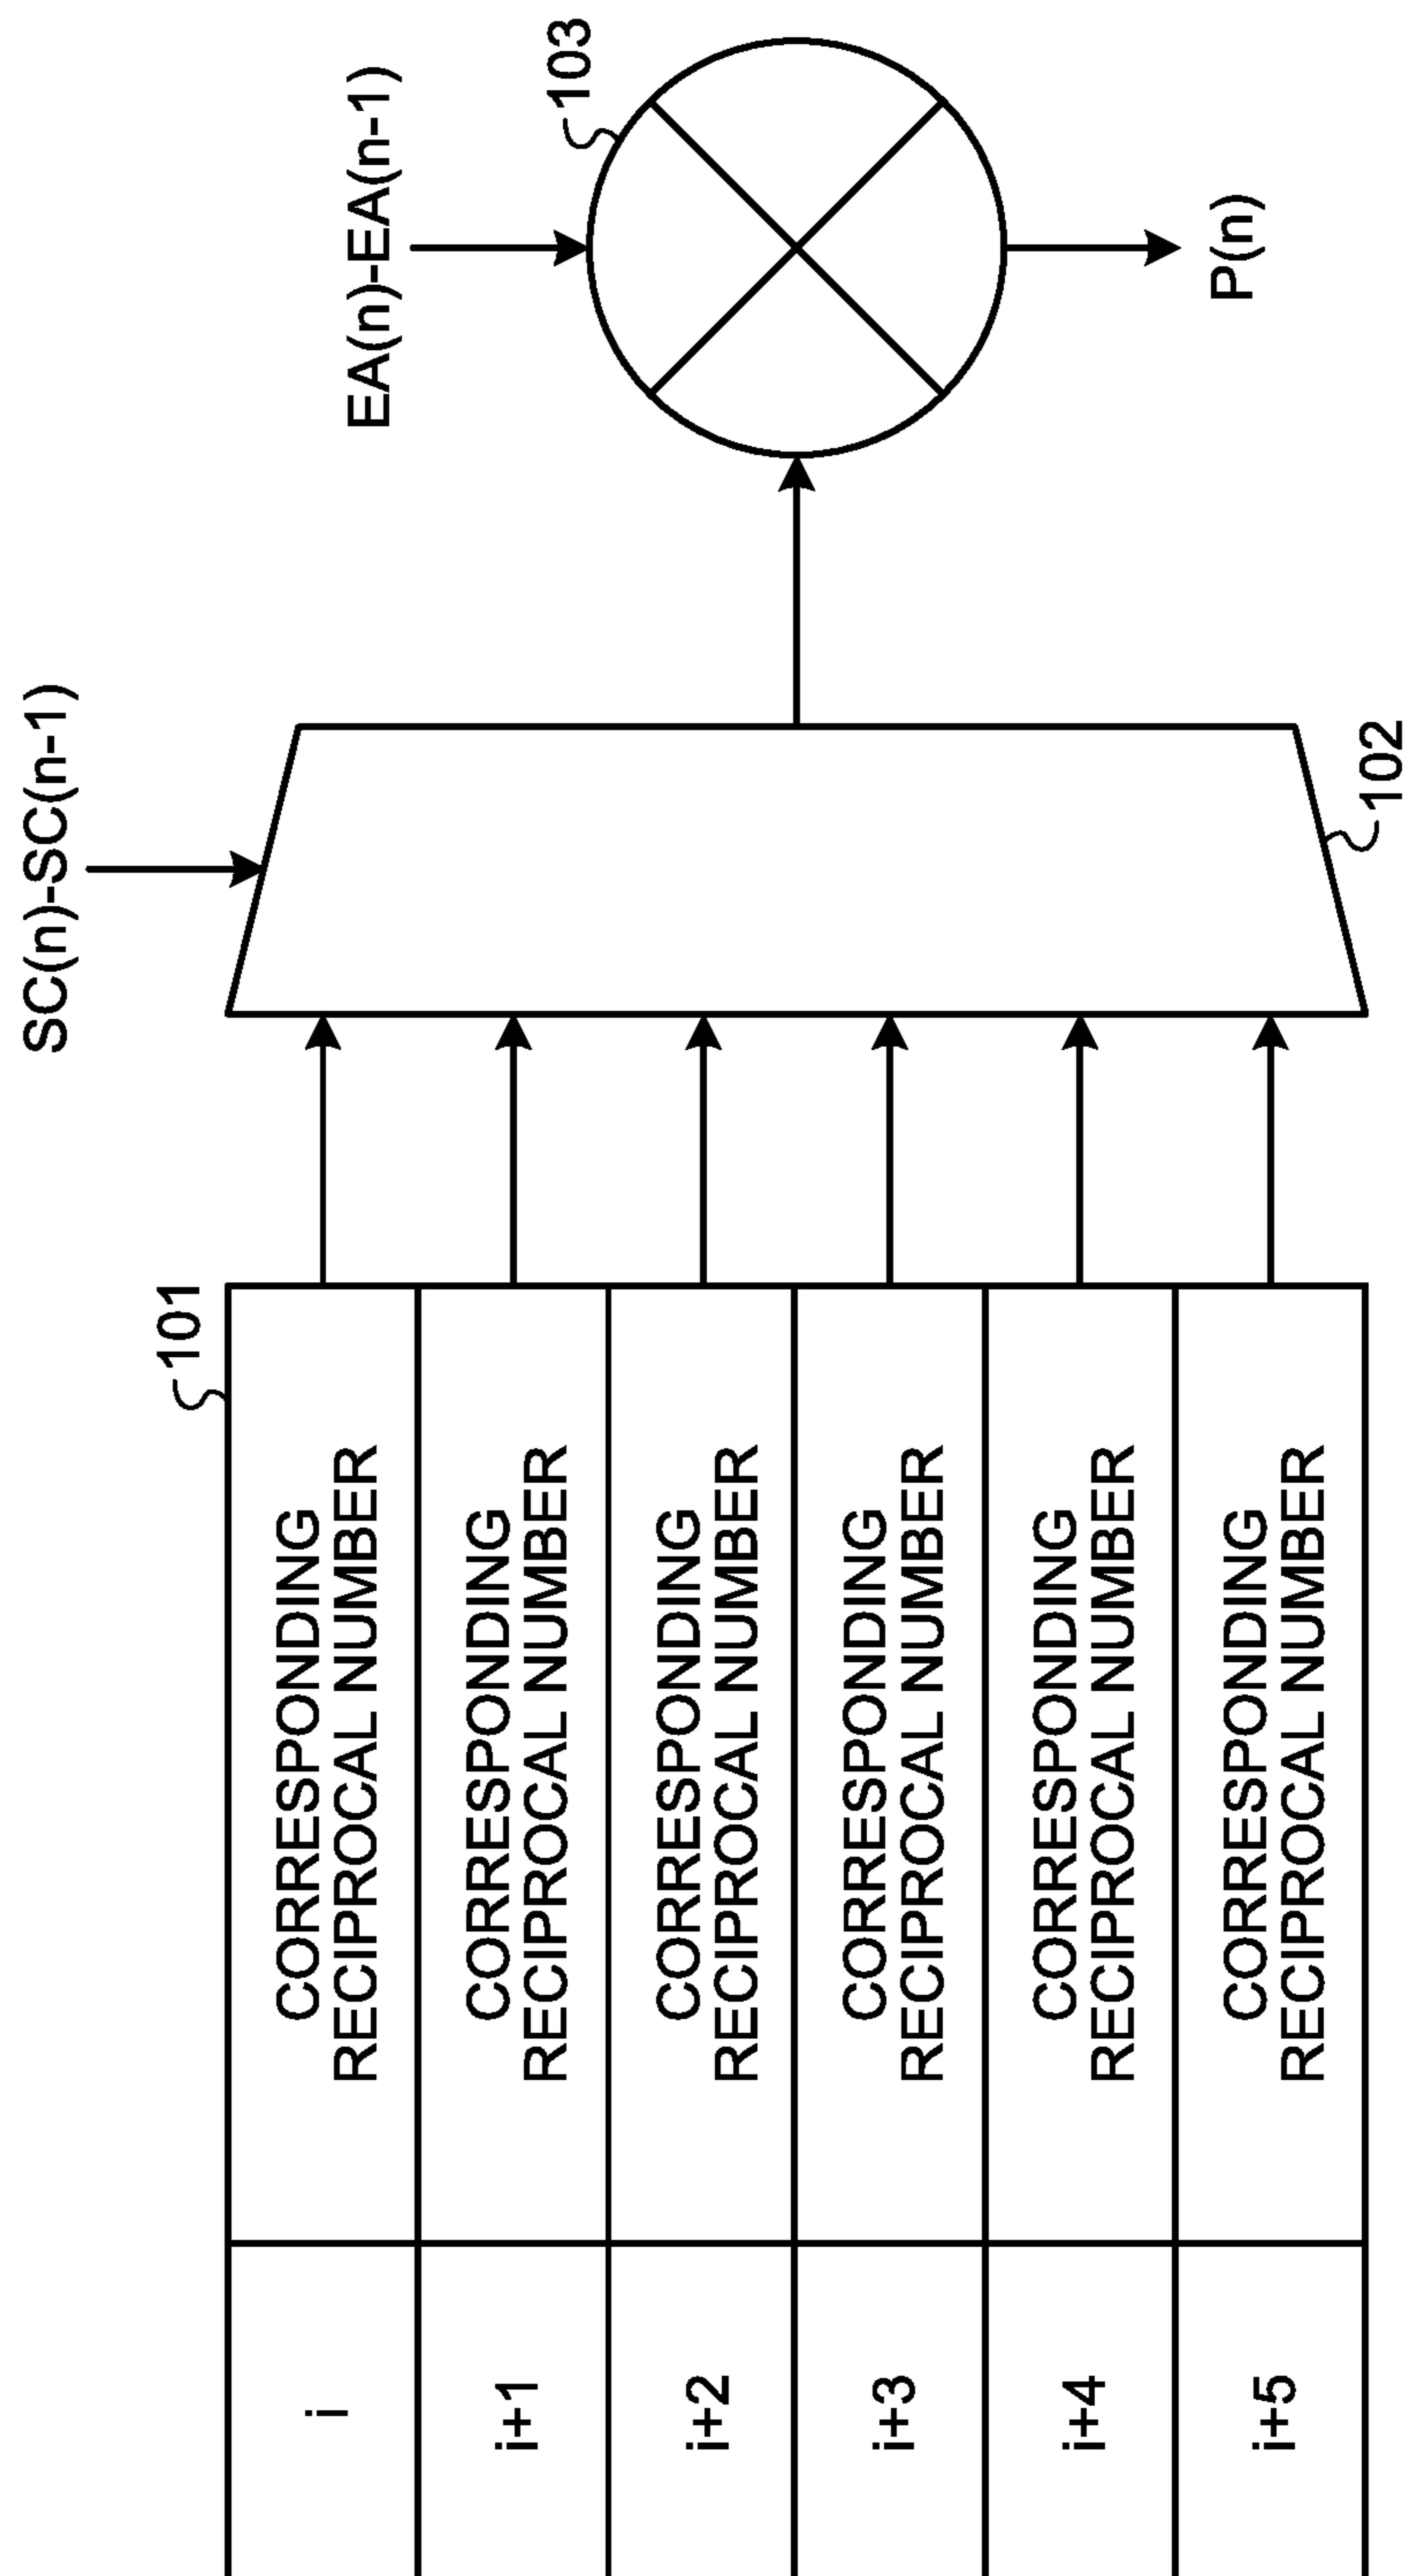 SC(n)-SC(n-1)
EA(n)-EA(n-1)
103
101
i
CORRESPONDING
RECIPROCAL NUMBER
i+1
CORRESPONDING
RECIPROCAL NUMBER
i+2
CORRESPONDING
RECIPROCAL NUMBER
i+3
CORRESPONDING
RECIPROCAL NUMBER
i+4
CORRESPONDING
RECIPROCAL NUMBER
i+5
CORRESPONDING
RECIPROCAL NUMBER
P(n)
102